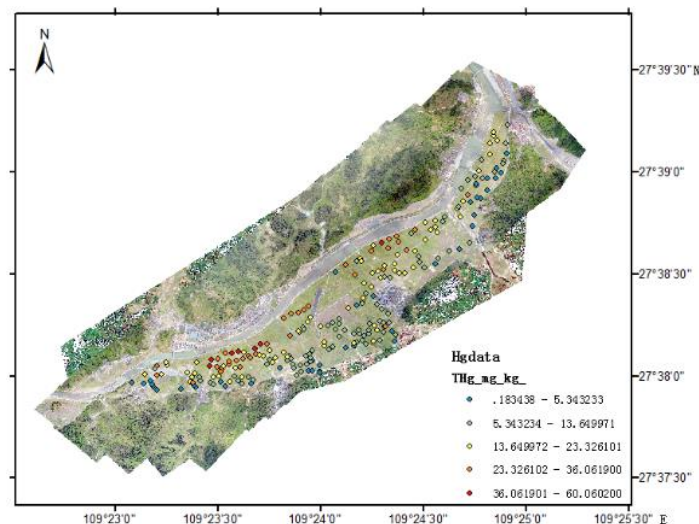 N
27°39'30" N
27°39'0"
27°38'30"
27°38'0"
27°37'30"
Hgdata
THg_mg_kg_
.183438 - 5.343233
5.343234 - 13.649971
13.649972 - 23.326101
23.326102 - 36.061900
36.061901 - 60.060200
109°23'0" 109°23'30" 109°24'0" 109°24'30" 109°25'0" 109°25'30" E